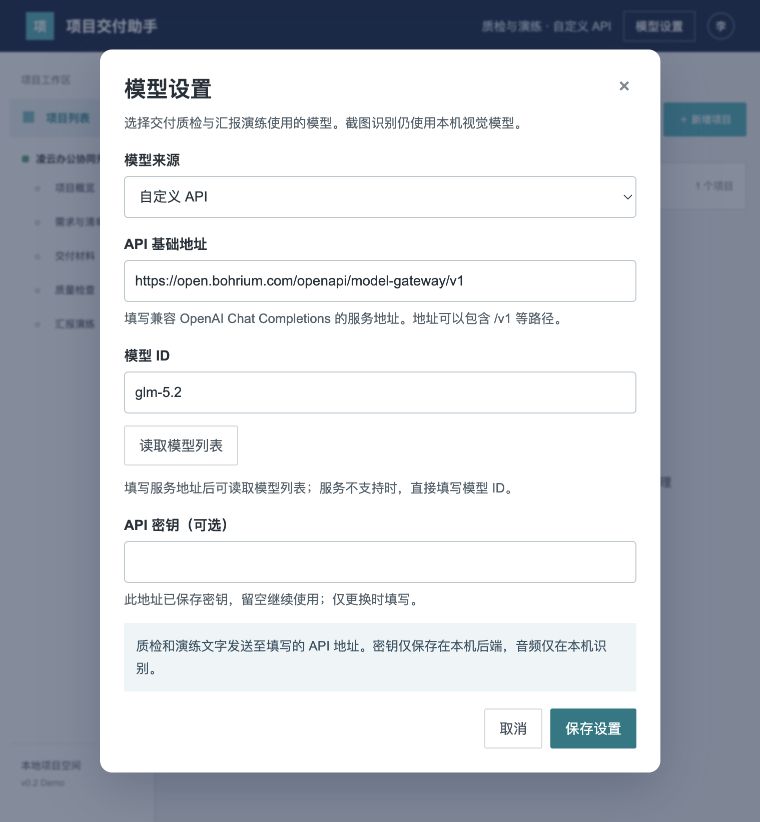 项 项目交付助手
质检与演练 · 自定义 API 模型设置 李
项目工作区
项目列表
+ 新增项目
凌云办公协同
1 个项目
项目概览
需求与清单
交付材料
质量检查
汇报演练
模型设置
×
选择交付质检与汇报演练使用的模型。截图识别仍使用本机视觉模型。
模型来源
自定义 API
API 基础地址
https://open.bohrium.com/openapi/model-gateway/v1
填写兼容 OpenAI Chat Completions 的服务地址。地址可以包含 /v1 等路径。
模型 ID
glm-5.2
读取模型列表
填写服务地址后可读取模型列表；服务不支持时，直接填写模型 ID。
API 密钥（可选）
此地址已保存密钥，留空继续使用；仅更换时填写。
质检和演练文字发送至填写的 API 地址。密钥仅保存在本机后端，音频仅在本机识
别。
取消
保存设置
理
本地项目空间
v0.2 Demo